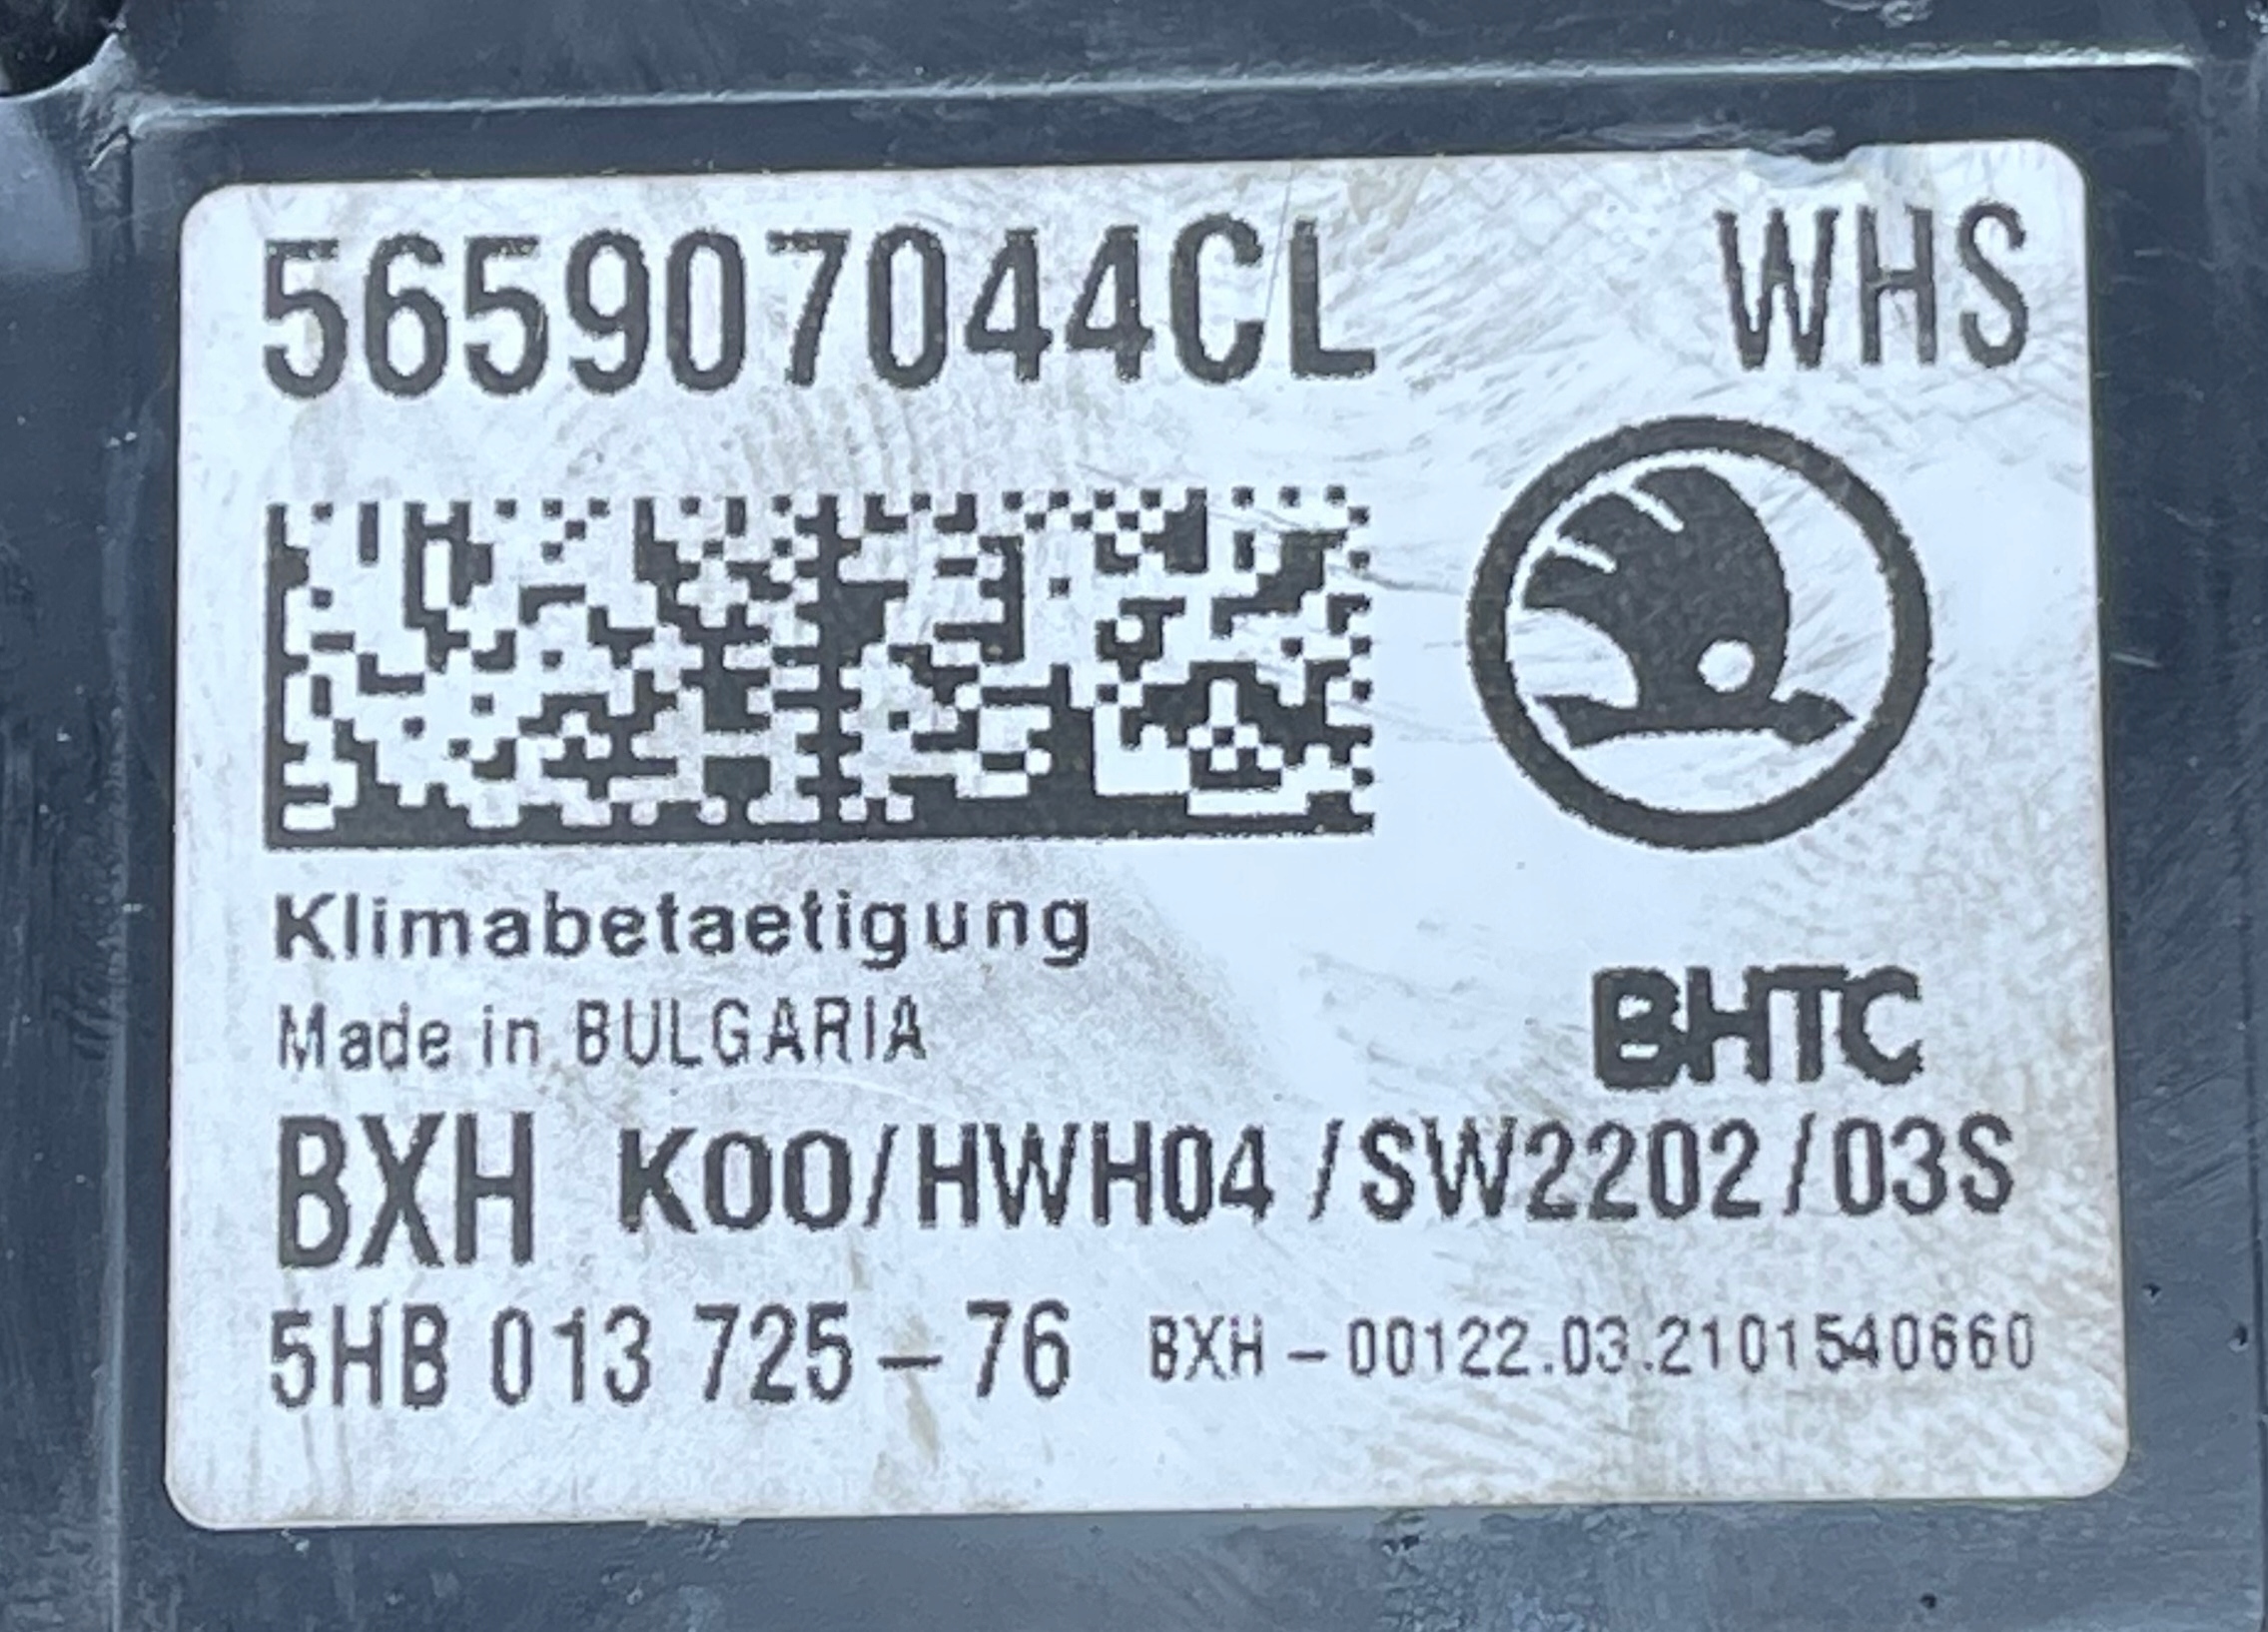 565907044CL WHS
Klimabetaetigung
Made in BULGARIA
BHTC
BXH K00/HWH04 /SW2202/03S
5HB 013 725-76 BXH-00122.03.2101540660